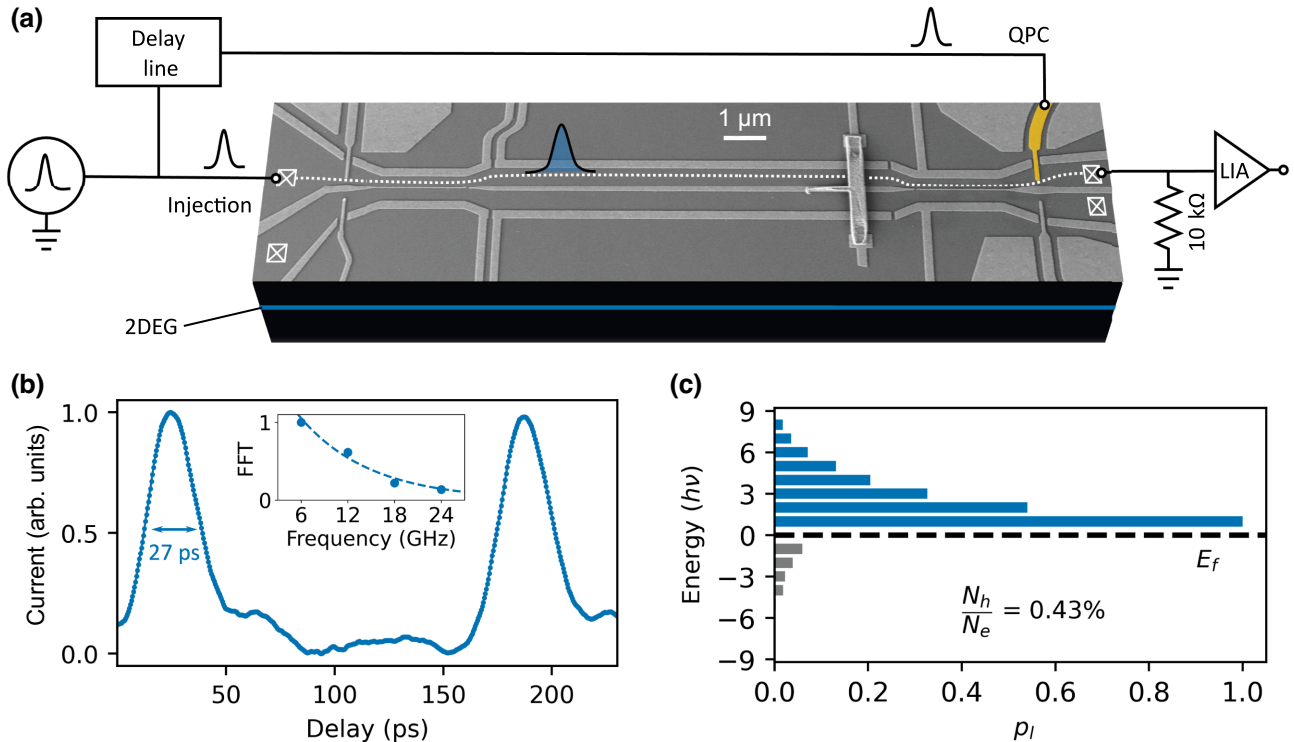 (a)
Delay
line
QPC
1 μm
Injection
LIA
10 kΩ
2DEG
(b)
Current (arb. units)
1.0
0.5
0.0
27 ps
FFT
1
0
6 12 18 24
Frequency (GHz)
50 100 150 200
Delay (ps)
(c)
Energy (hν)
9
6
3
0
−3
−6
−9
E_f
N_h
N_e
= 0.43%
0.0 0.2 0.4 0.6 0.8 1.0
p_l